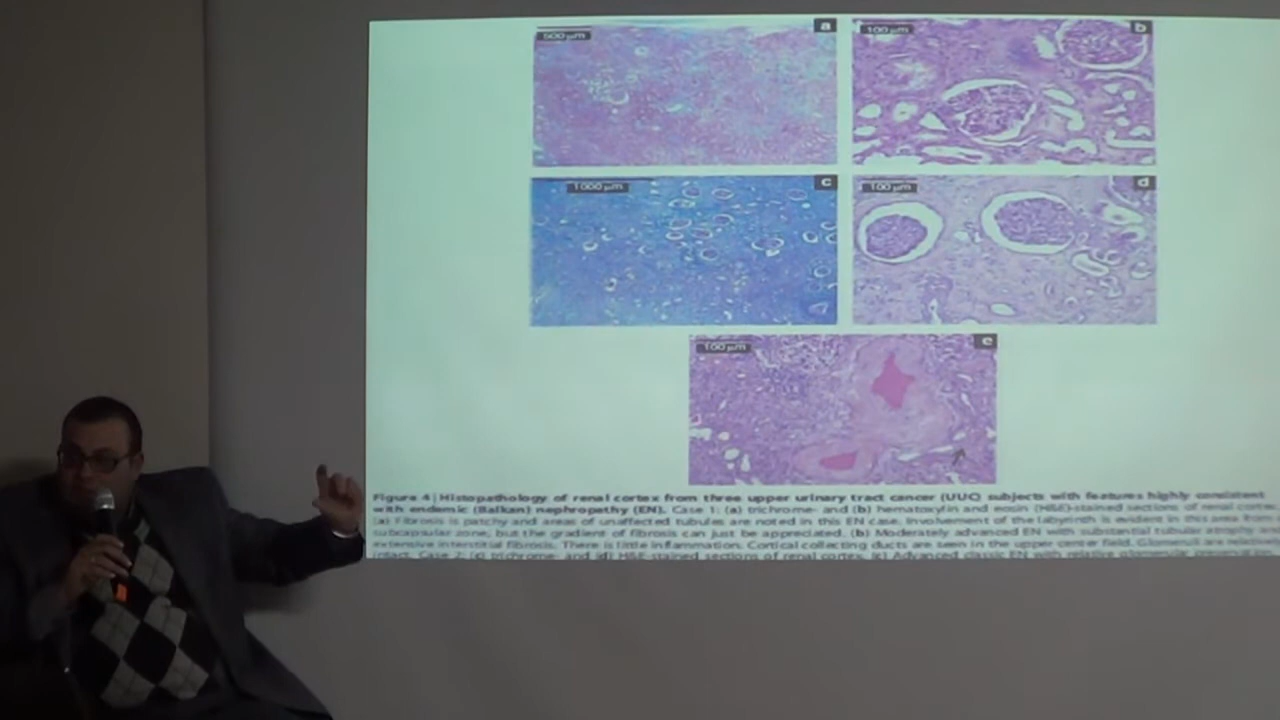 a
500 µm
b
100 µm
c
1000 µm
d
100 µm
e
100 µm
Figure 4 | Histopathology of renal cortex from three upper urinary tract cancer (UUC) subjects with features highly consistent
with endemic (Balkan) nephropathy (EN). Case 1: (a) trichrome- and (b) hematoxylin and eosin (H&E)-stained sections of renal cortex.
(a) Fibrosis is patchy and areas of unaffected tubules are noted in this EN case. Involvement of the labyrinth is evident in this area from
subcapsular zone, but the gradient of fibrosis can just be appreciated. (b) Moderately advanced EN with substantial tubular atrophy
extensive interstitial fibrosis. There is little inflammation. Cortical collecting ducts are seen in the upper center field. Glomeruli are
intact. Case 2: (c) trichrome- and (d) H&E-stained sections of renal cortex. (c) Advanced classic EN with relative